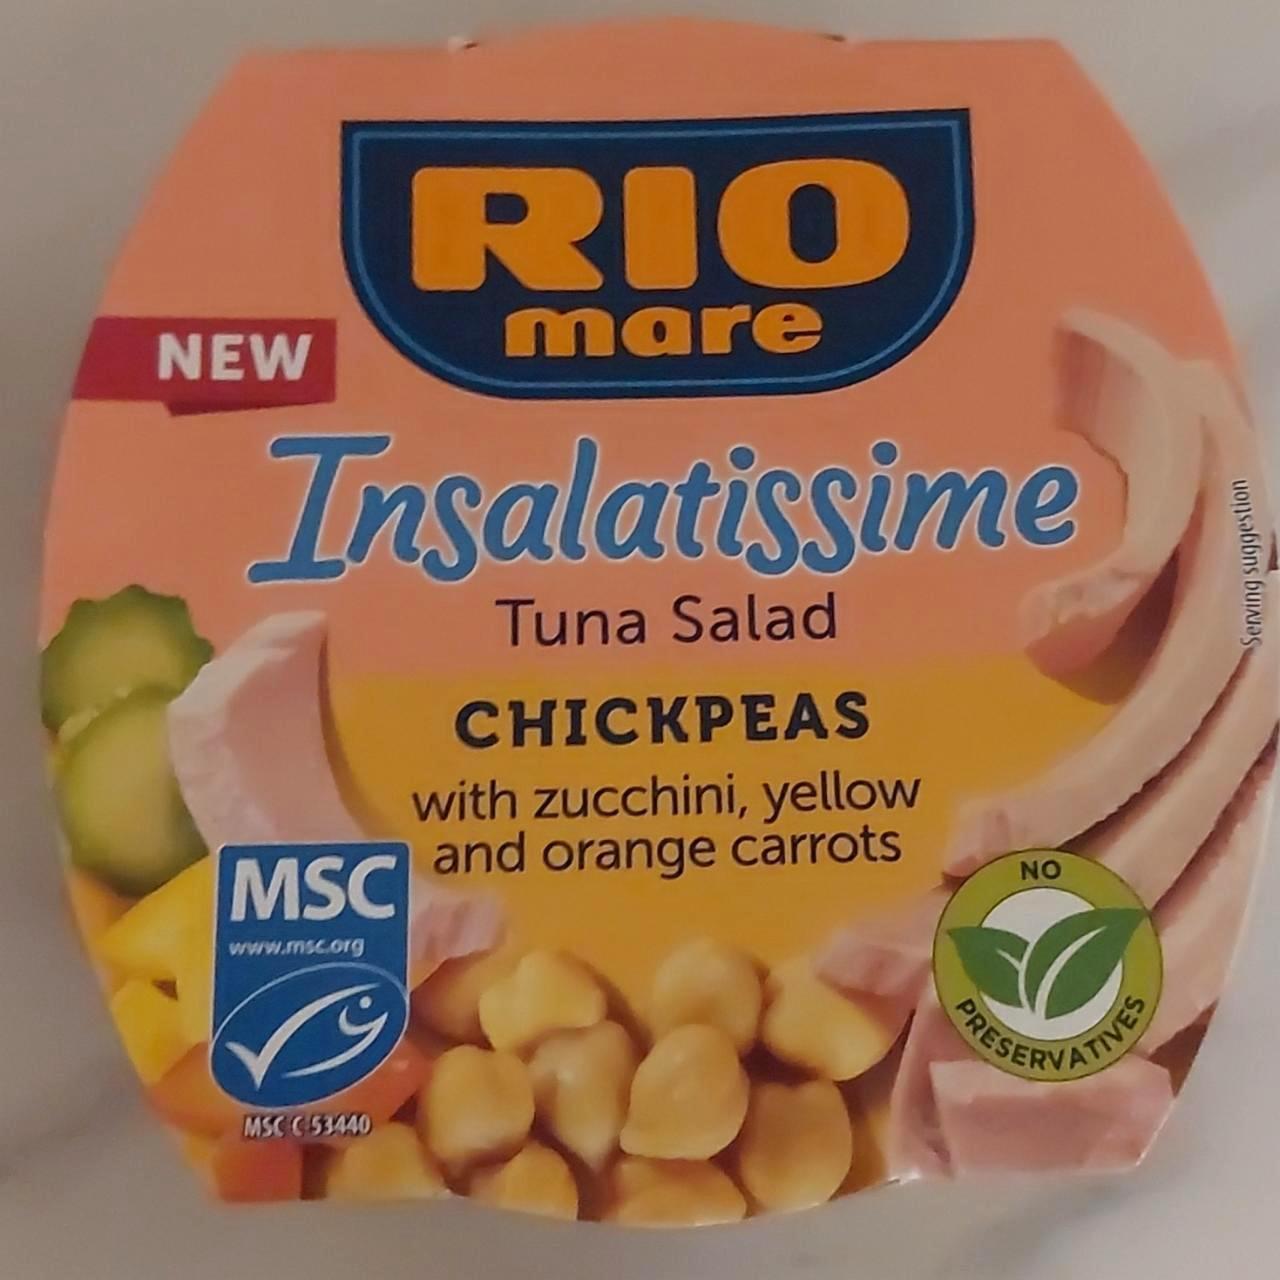 RIO
mare
NEW
Insalatissime
Tuna Salad
CHICKPEAS
with zucchini, yellow
and orange carrots
Serving suggestion
MSC
www.msc.org
MSC C 53440
NO
PRESERVATIVES